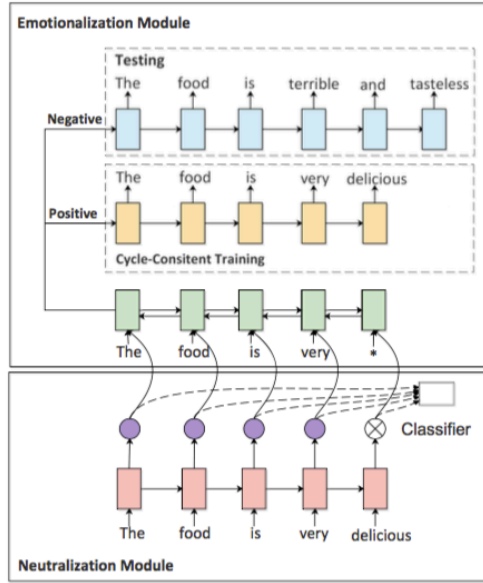 Emotionalization Module
Testing
The food is terrible and tasteless
Negative
The food is very delicious
Positive
Cycle-Consitent Training
The food is very *
Classifier
The food is very delicious
Neutralization Module